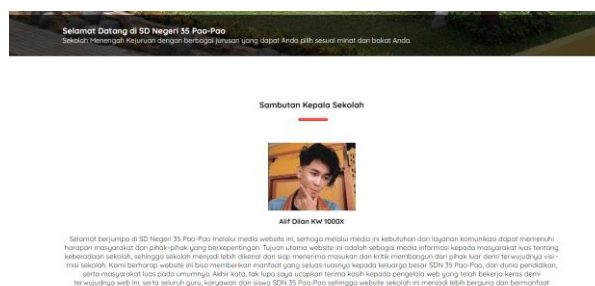 Selamat Datang di SD Negeri 35 Pao-Pao
Sekolah Menengah Kejuruan dengan berbagai jurusan yang dapat Anda pilih sesuai minat dan bakat Anda.
Sambutan Kepala Sekolah
Alif Dilan KW 1000X
Selamat berjumpa di SD Negeri 35 Pao-Pao melalui media website ini, semoga melalui media ini kebutuhan dan layanan komunikasi dapat memenuhi
harapan masyarakat dan pihak-pihak yang berkepentingan. Tujuan utama website ini adalah sebagai media informasi kepada masyarakat luas tentang
keberadaan sekolah, sehingga sekolah menjadi lebih dikenal dan siap menerima masukan dan kritik membangun dari pihak luar demi terwujudnya visi -
misi sekolah. Kami berharap website ini bisa memberikan manfaat yang seluas-luasnya kepada keluarga besar SDN 35 Pao-Pao, dan dunia pendidikan,
serta masyarakat luas pada umumnya. Akhir kata, tak lupa saya ucapkan terima kasih kepada pengelola web yang telah bekerja keras demi
terwujudnya web ini, serta seluruh guru, karyawan dan siswa SDN 35 Pao-Pao sehingga website sekolah ini menjadi lebih berguna dan bermanfaat